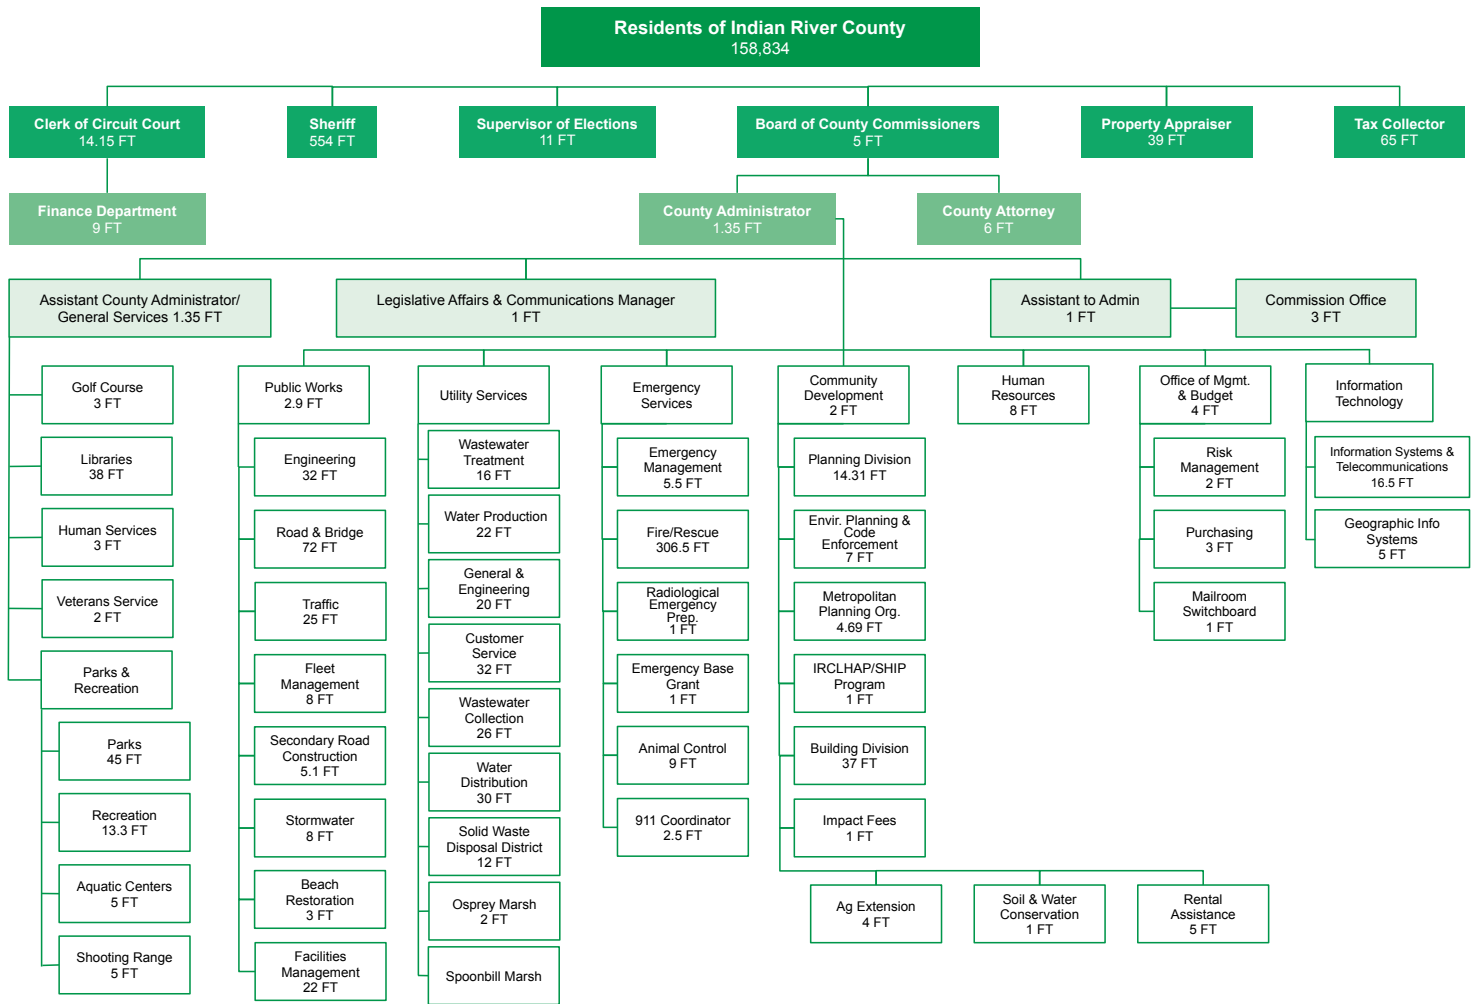 Residents of Indian River County
158,834
Clerk of Circuit Court
14.15 FT
Sheriff
554 FT
Supervisor of Elections
11 FT
Board of County Commissioners
5 FT
Property Appraiser
39 FT
Tax Collector
65 FT
Finance Department
9 FT
County Administrator
1.35 FT
County Attorney
6 FT
Assistant County Administrator/
General Services 1.35 FT
Legislative Affairs & Communications Manager
1 FT
Assistant to Admin
1 FT
Commission Office
3 FT
Golf Course
3 FT
Libraries
38 FT
Human Services
3 FT
Veterans Service
2 FT
Parks &
Recreation
Parks
45 FT
Recreation
13.3 FT
Aquatic Centers
5 FT
Shooting Range
5 FT
Public Works
2.9 FT
Engineering
32 FT
Road & Bridge
72 FT
Traffic
25 FT
Fleet
Management
8 FT
Secondary Road
Construction
5.1 FT
Stormwater
8 FT
Beach
Restoration
3 FT
Facilities
Management
22 FT
Utility Services
Wastewater
Treatment
16 FT
Water Production
22 FT
General &
Engineering
20 FT
Customer
Service
32 FT
Wastewater
Collection
26 FT
Water
Distribution
30 FT
Solid Waste
Disposal District
12 FT
Osprey Marsh
2 FT
Spoonbill Marsh
Emergency
Services
Emergency
Management
5.5 FT
Fire/Rescue
306.5 FT
Radiological
Emergency
Prep.
1 FT
Emergency Base
Grant
1 FT
Animal Control
9 FT
911 Coordinator
2.5 FT
Community
Development
2 FT
Planning Division
14.31 FT
Envir. Planning &
Code
Enforcement
7 FT
Metropolitan
Planning Org.
4.69 FT
IRCLHAP/SHIP
Program
1 FT
Building Division
37 FT
Impact Fees
1 FT
Ag Extension
4 FT
Soil & Water
Conservation
1 FT
Rental
Assistance
5 FT
Human
Resources
8 FT
Office of Mgmt.
& Budget
4 FT
Risk
Management
2 FT
Purchasing
3 FT
Mailroom
Switchboard
1 FT
Information
Technology
Information Systems &
Telecommunications
16.5 FT
Geographic Info
Systems
5 FT